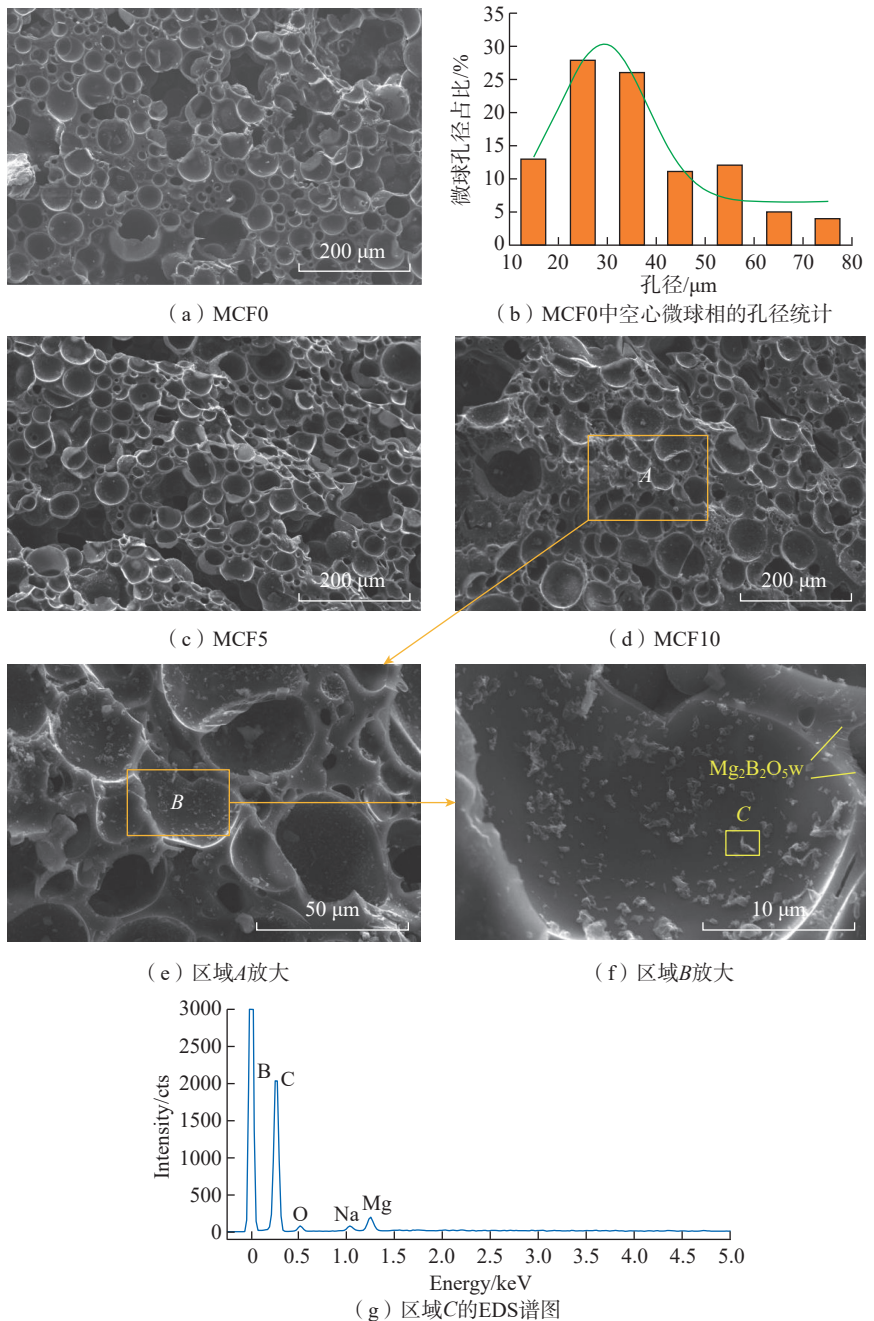 200 μm
(a)MCF0
微球孔径占比/%
35
30
25
20
15
10
5
0
10 20 30 40 50 60 70 80
孔径/μm
(b)MCF0中空心微球相的孔径统计
200 μm
(c)MCF5
A
200 μm
(d)MCF10
B
50 μm
(e)区域A放大
Mg₂B₂O₅w
C
10 μm
(f)区域B放大
Intensity/cts
3000
2500
2000
1500
1000
500
0
B C
O Na Mg
0 0.5 1.0 1.5 2.0 2.5 3.0 3.5 4.0 4.5 5.0
Energy/keV
(g)区域C的EDS谱图